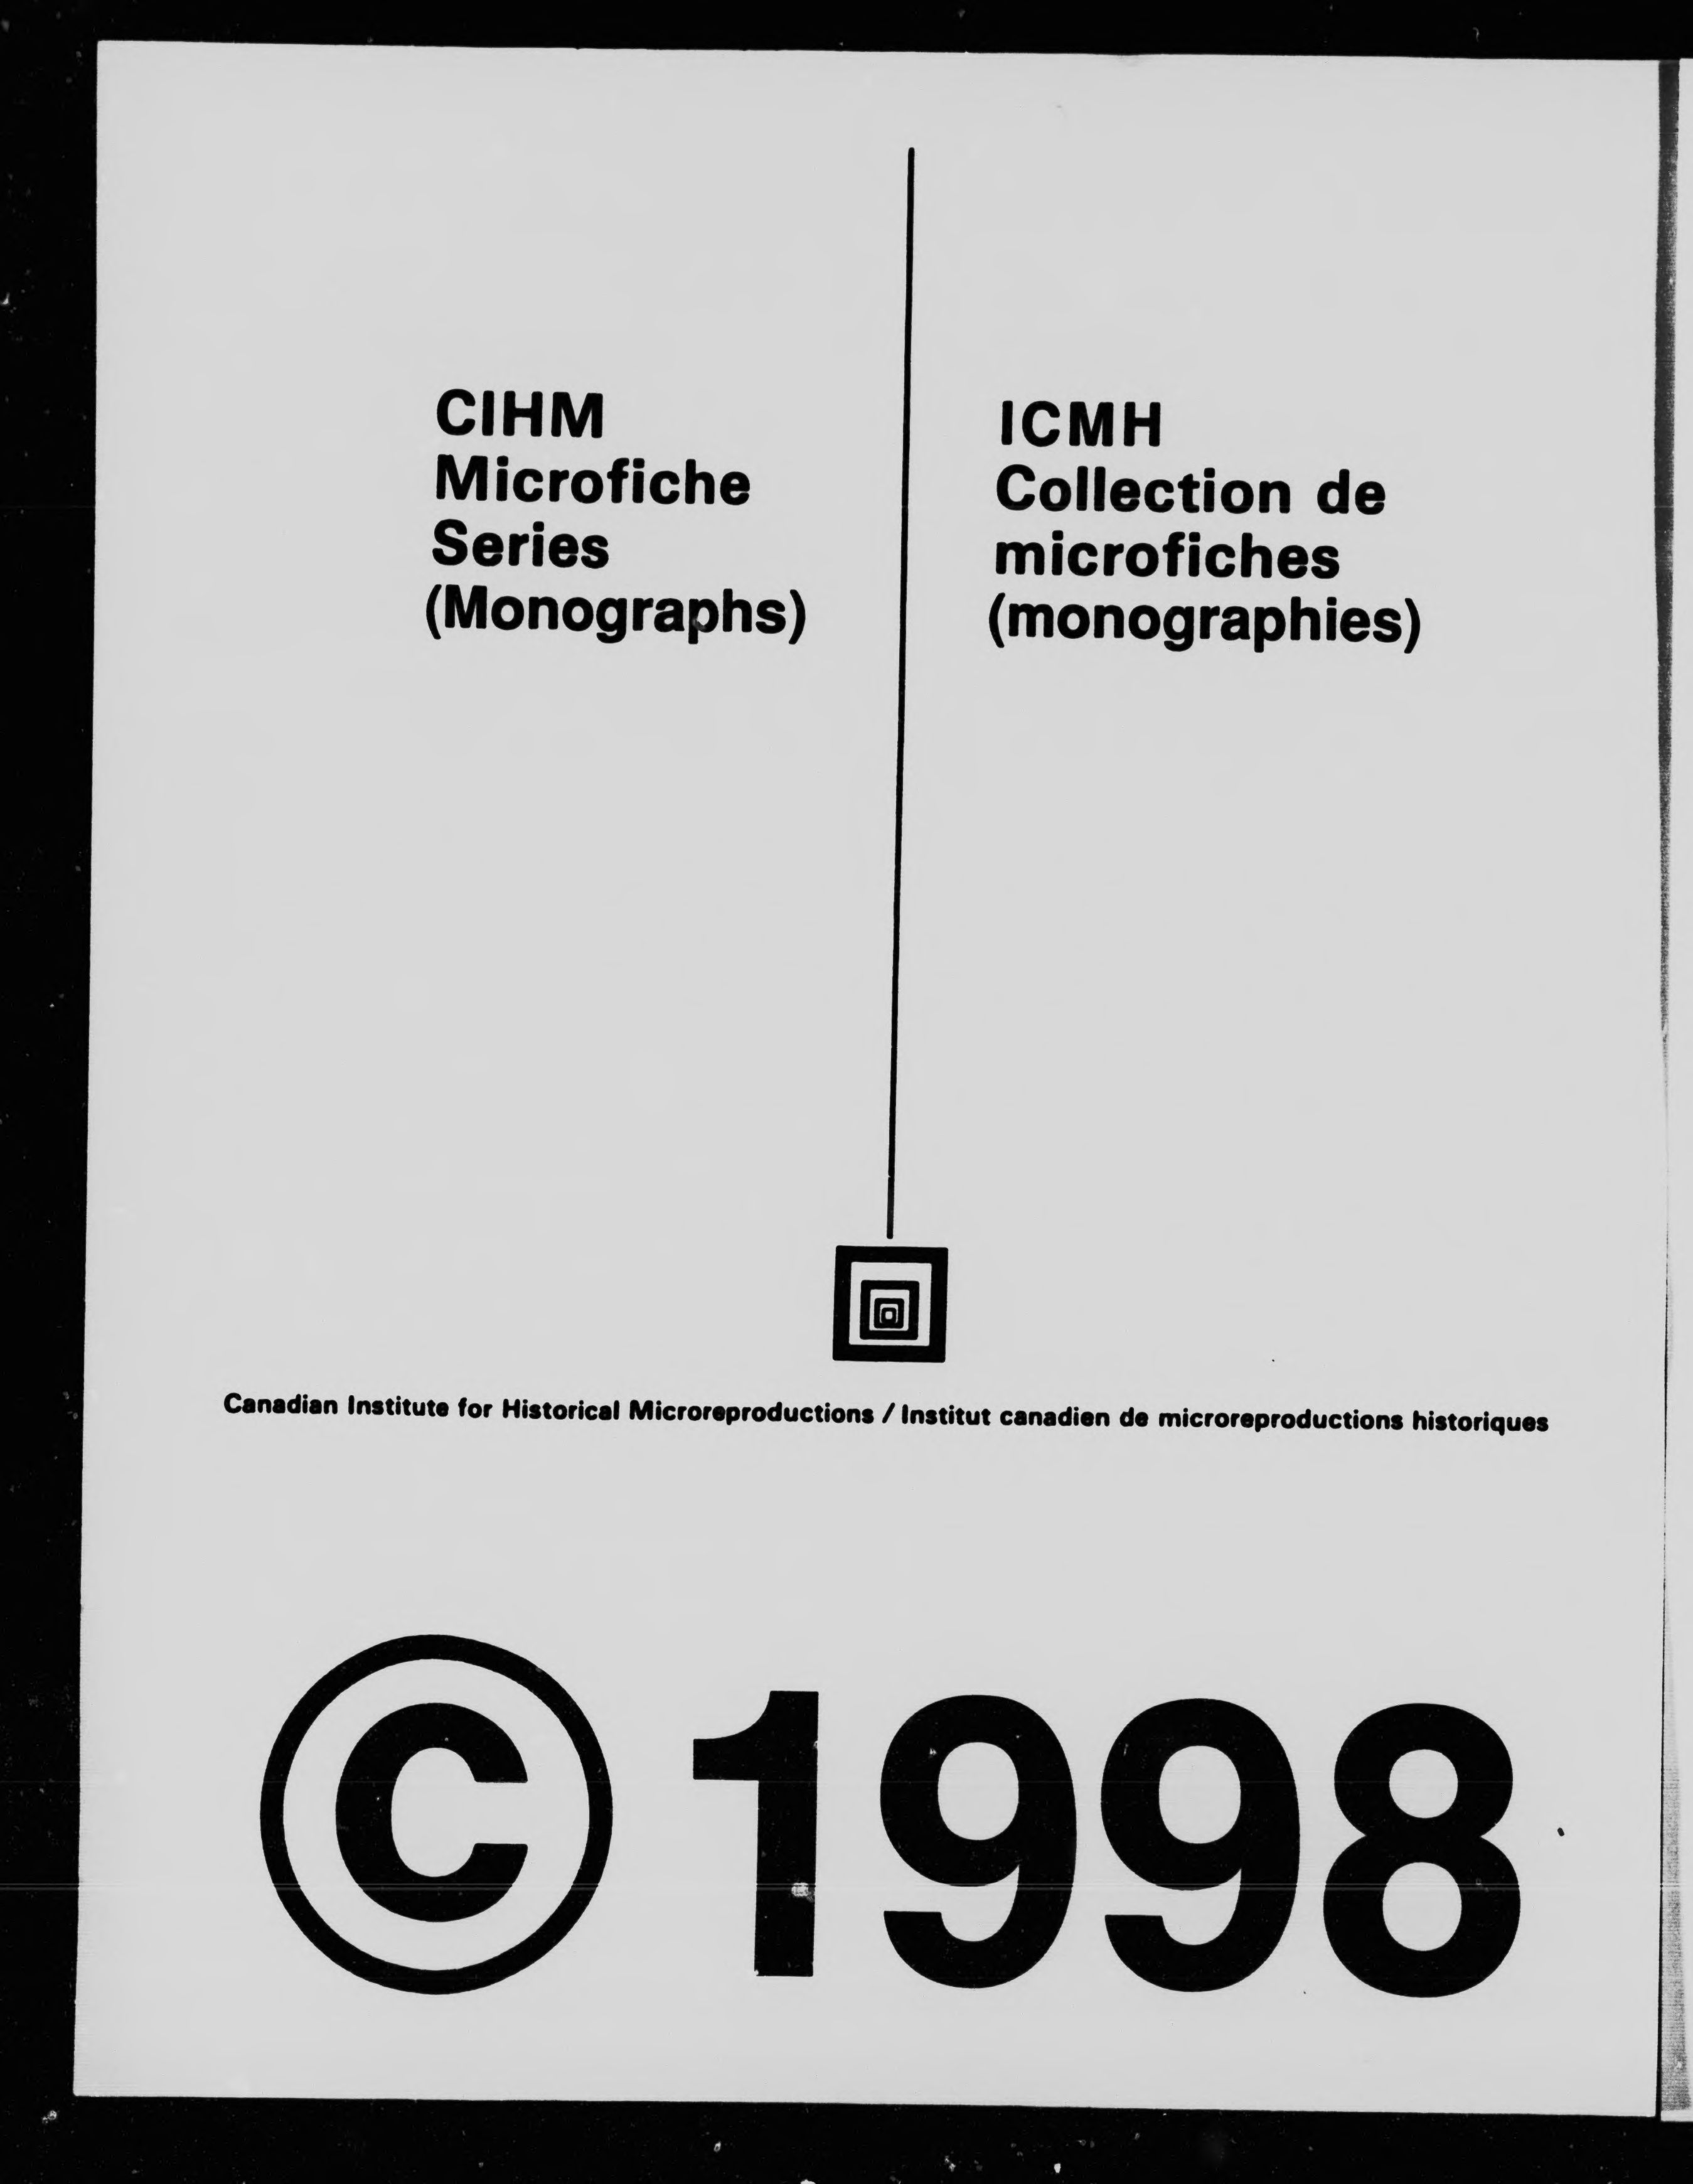 CIHM
Microfiche
Series
(Monographs)
ICMH
Collection de
microfiches
(monographies)
Canadian Institute for Historical Microreproductions / Institut canadien de microreproductions historiques
© 1998